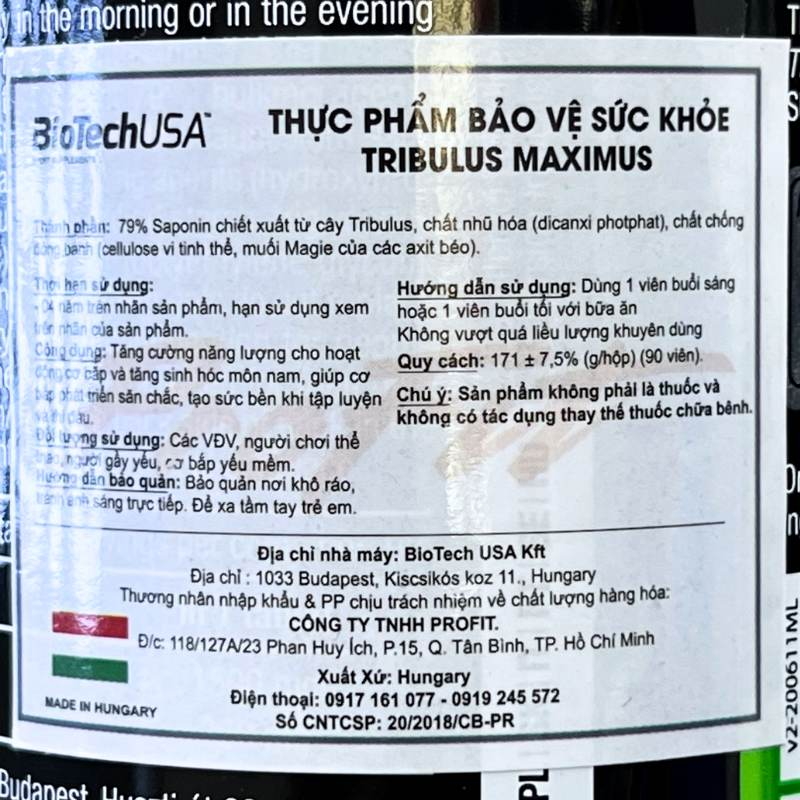 in the morning or in the evening
BioTechUSA
THỰC PHẨM BẢO VỆ SỨC KHỎE
TRIBULUS MAXIMUS
Thành phần: 79% Saponin chiết xuất từ cây Tribulus, chất nhũ hóa (dicanxi photphat), chất chống
đông bánh (cellulose vi tinh thể, muối Magie của các axit béo).
Thời hạn sử dụng:
- 04 năm trên nhãn sản phẩm, hạn sử dụng xem
trên nhãn của sản phẩm.
Công dụng: Tăng cường năng lượng cho hoạt
động cơ bắp và tăng sinh hóc môn nam, giúp cơ
bắp phát triển săn chắc, tạo sức bền khi tập luyện
và thi đấu.
Đối tượng sử dụng: Các VĐV, người chơi thể
thao, người gầy yếu, cơ bắp yếu mềm.
Hướng dẫn bảo quản: Bảo quản nơi khô ráo,
tránh ánh sáng trực tiếp. Để xa tầm tay trẻ em.
Hướng dẫn sử dụng: Dùng 1 viên buổi sáng
hoặc 1 viên buổi tối với bữa ăn
Không vượt quá liều lượng khuyên dùng
Quy cách: 171 ± 7,5% (g/hộp) (90 viên).
Chú ý: Sản phẩm không phải là thuốc và
không có tác dụng thay thế thuốc chữa bệnh.
Địa chỉ nhà máy: BioTech USA Kft
Địa chỉ : 1033 Budapest, Kiscsikós koz 11., Hungary
Thương nhân nhập khẩu & PP chịu trách nhiệm về chất lượng hàng hóa:
CÔNG TY TNHH PROFIT.
Đ/c: 118/127A/23 Phan Huy Ích, P.15, Q. Tân Bình, TP. Hồ Chí Minh
Xuất Xứ: Hungary
Điện thoại: 0917 161 077 - 0919 245 572
Số CNTCSP: 20/2018/CB-PR
MADE IN HUNGARY
V2-200611ML
Budapest,